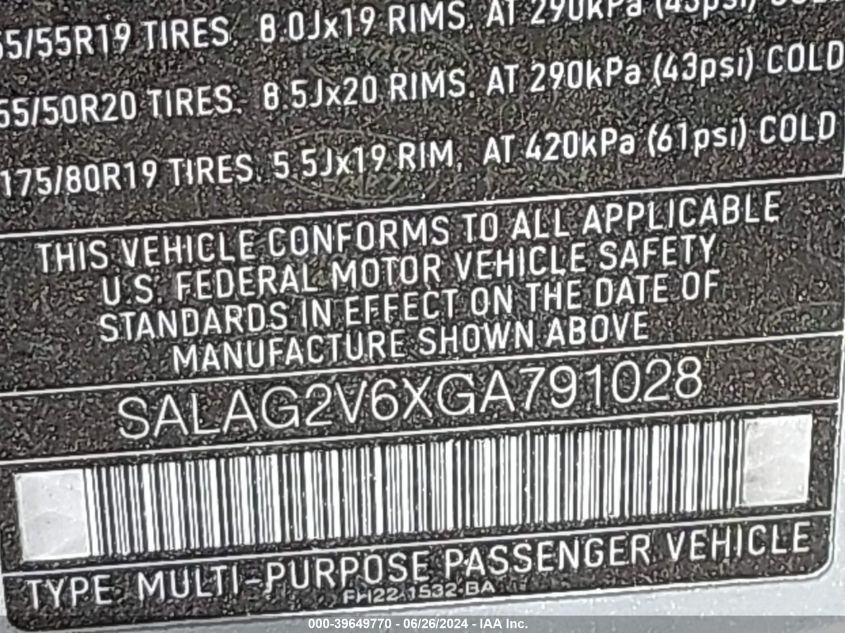 55/55R19 TIRES, 8.0Jx19 RIMS, AT 290kPa (43psi) COLD
55/50R20 TIRES, 8.5Jx20 RIMS, AT 290kPa (43psi) COLD
175/80R19 TIRES, 5.5Jx19 RIM, AT 420kPa (61psi) COLD
THIS VEHICLE CONFORMS TO ALL APPLICABLE
U.S. FEDERAL MOTOR VEHICLE SAFETY
STANDARDS IN EFFECT ON THE DATE OF
MANUFACTURE SHOWN ABOVE
SALAG2V6XGA791028
TYPE, MULTI-PURPOSE PASSENGER VEHICLE
FH22-1532-BA
000-39649770 - 06/26/2024 - IAA Inc.